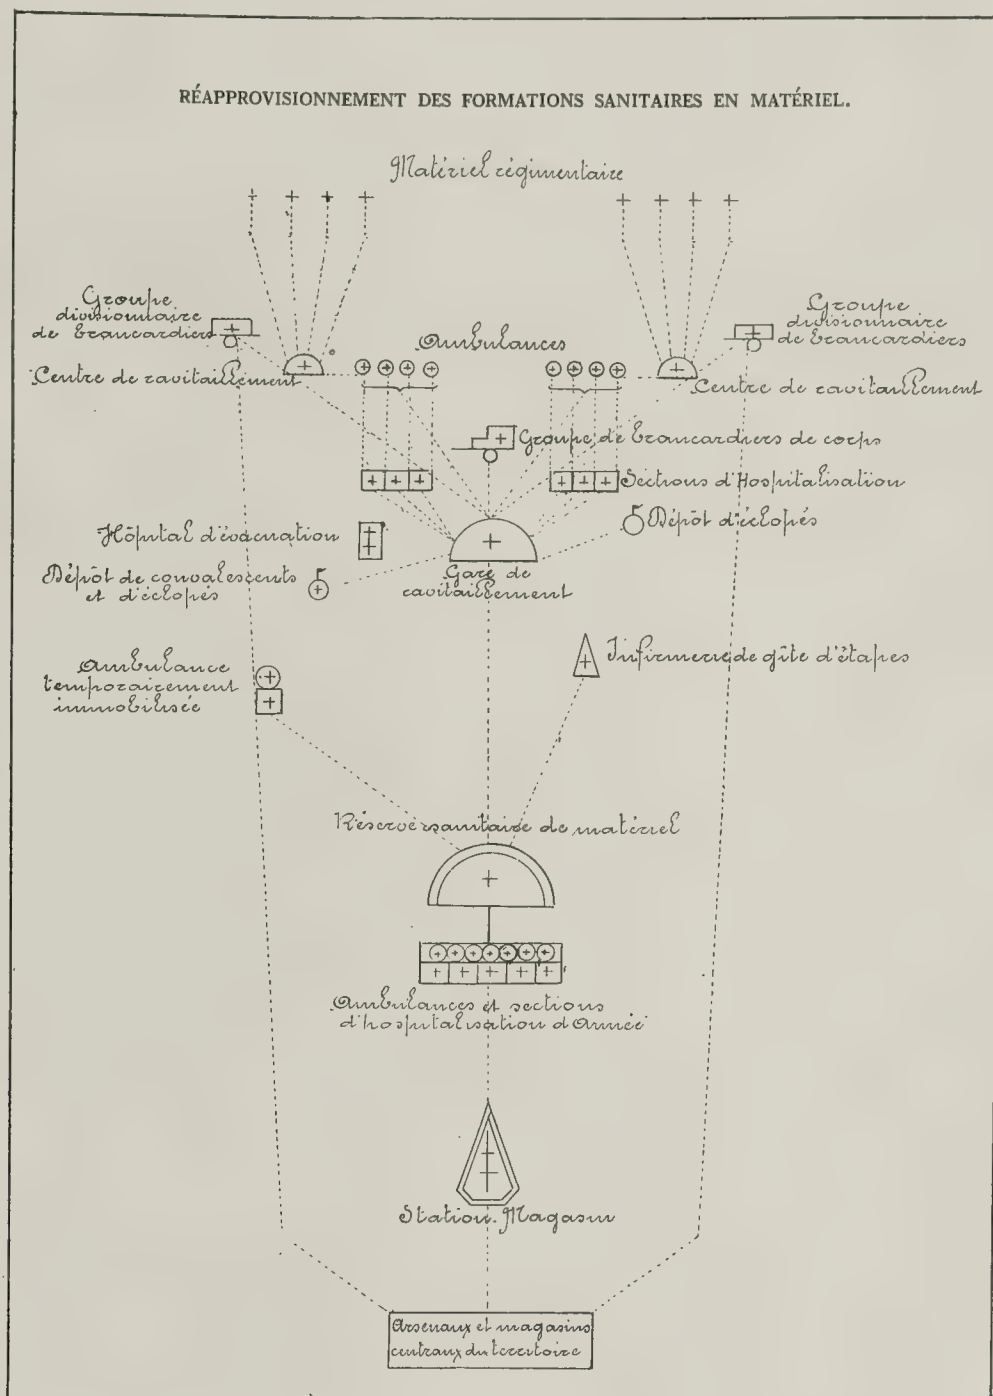 RÉAPPROVISIONNEMENT DES FORMATIONS SANITAIRES EN MATÉRIEL.
Matériel régimentaire
Groupe
divisionnaire
de brancardiers
Groupe
divisionnaire
de brancardiers
Ambulances
Centre de ravitaillement
Centre de ravitaillement
Groupe de brancardiers de corps
Sections d'Hospitalisation
Hôpital d'évacuation
Dépôt d'éclopés
Dépôt de convalescents
et d'éclopés
Gare de
ravitaillement
Ambulance
temporairement
immobilisée
Infirmerie de gîte d'étapes
Réserve sanitaire de matériel
Ambulances et sections
d'hospitalisation d'Armée
Station-Magasin
Arsenaux et magasins
centraux du territoire